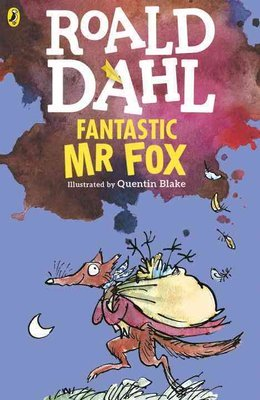 ROALD
DAHL
FANTASTIC
MR FOX
Illustrated by Quentin Blake